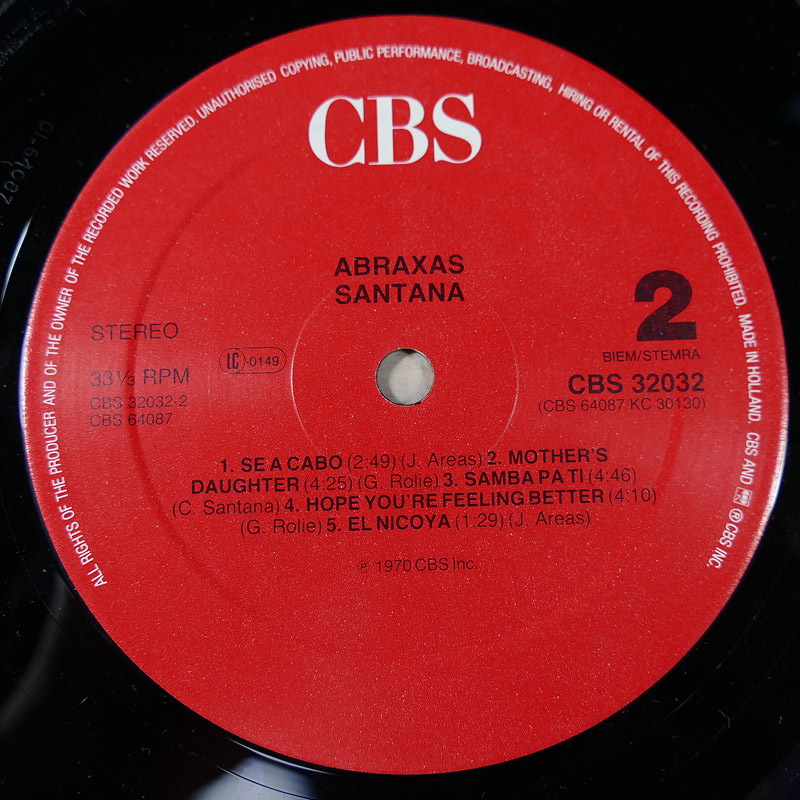 ALL RIGHTS OF THE PRODUCER AND OF THE OWNER OF THE RECORDED WORK RESERVED. UNAUTHORISED COPYING, PUBLIC PERFORMANCE, BROADCASTING, HIRING OR RENTAL OF THIS RECORDING PROHIBITED. MADE IN HOLLAND. CBS AND ® CBS INC.
CBS
ABRAXAS
SANTANA
STEREO
33⅓ RPM
CBS 32032-2
CBS 64087
LC-0149
2
BIEM/STEMRA
CBS 32032
(CBS 64087·KC 30130)
1. SE A CABO (2:49) (J. Areas) 2. MOTHER'S
DAUGHTER (4:25) (G. Rolie) 3. SAMBA PA TI (4:46)
(C. Santana) 4. HOPE YOU'RE FEELING BETTER (4:10)
(G. Rolie) 5. EL NICOYA (1:29) (J. Areas)
℗ 1970 CBS Inc.